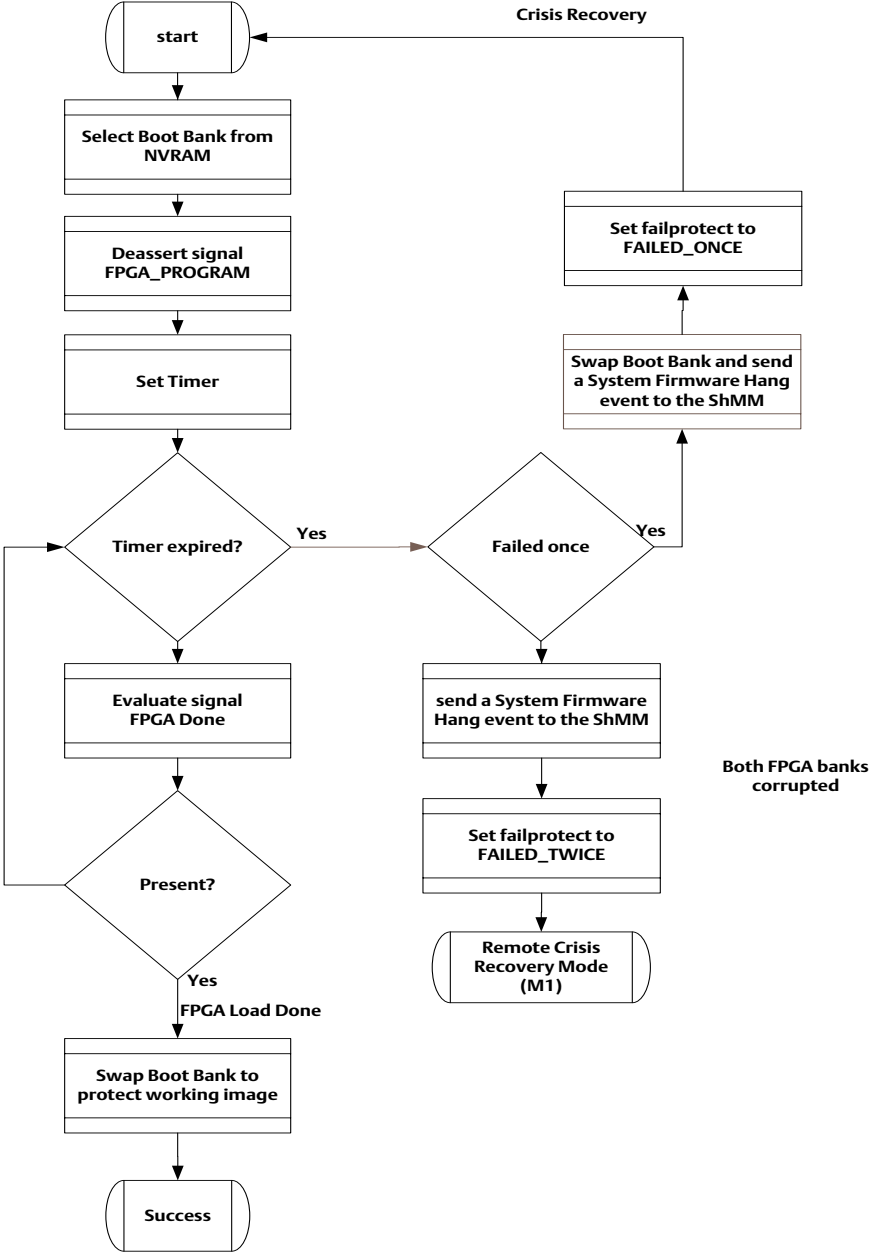 Crisis Recovery
start
Select Boot Bank from
NVRAM
Deassert signal
FPGA_PROGRAM
Set failprotect to
FAILED_ONCE
Set Timer
Swap Boot Bank and send
a System Firmware Hang
event to the ShMM
Timer expired?
Yes
Failed once
Yes
Evaluate signal
FPGA Done
send a System Firmware
Hang event to the ShMM
Both FPGA banks
corrupted
Set failprotect to
FAILED_TWICE
Present?
Remote Crisis
Recovery Mode
(M1)
Yes
FPGA Load Done
Swap Boot Bank to
protect working image
Success